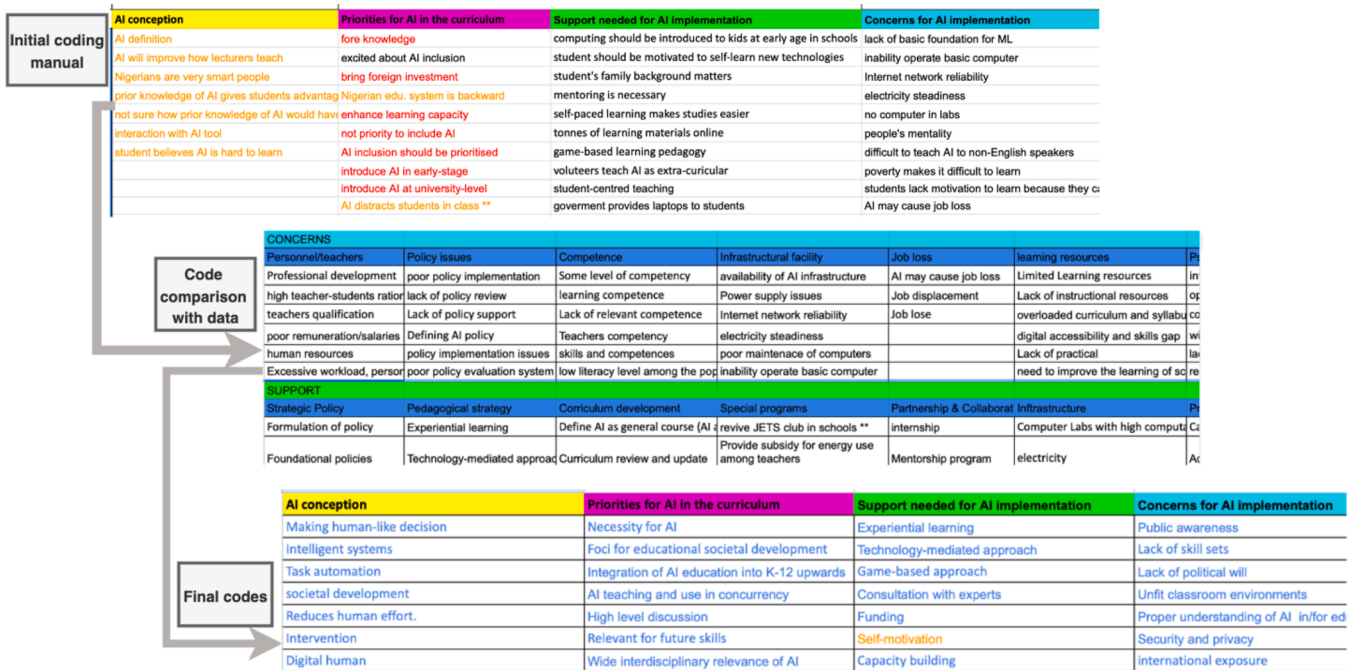 Initial coding manual
AI conception | Priorities for AI in the curriculum | Support needed for AI implementation | Concerns for AI implementation
AI definition | fore knowledge | computing should be introduced to kids at early age in schools | lack of basic foundation for ML
AI will improve how lecturers teach | excited about AI inclusion | student should be motivated to self-learn new technologies | inability operate basic computer
Nigerians are very smart people | bring foreign investment | student's family background matters | Internet network reliability
prior knowledge of AI gives students advantag | Nigerian edu. system is backward | mentoring is necessary | electricity steadiness
not sure how prior knowledge of AI would have | enhance learning capacity | self-paced learning makes studies easier | no computer in labs
interaction with AI tool | not priority to include AI | tonnes of learning materials online | people's mentality
student believes AI is hard to learn | AI inclusion should be prioritised | game-based learning pedagogy | difficult to teach AI to non-English speakers
introduce AI in early-stage | voluteers teach AI as extra-curicular | poverty makes it difficult to learn
introduce AI at university-level | student-centred teaching | students lack motivation to learn because they ca
AI distracts students in class ** | goverment provides laptops to students | AI may cause job loss
Code comparison with data
CONCERNS
Personnel/teachers | Policy issues | Competence | Infrastructural facility | Job loss | learning resources | Ps
Professional development | poor policy implementation | Some level of competency | availability of AI infrastructure | AI may cause job loss | Limited Learning resources | in
high teacher-students ratior | lack of policy review | learning competence | Power supply issues | Job displacement | Lack of instructional resources | op
teachers qualification | Lack of policy support | Lack of relevant competence | Internet network reliability | Job lose | overloaded curriculum and syllabu | co
poor remuneration/salaries | Defining AI policy | Teachers competency | electricity steadiness | digital accessibility and skills gap | wi
human resources | policy implementation issues | skills and competences | poor maintenace of computers | Lack of practical | la
Excessive workload, person | poor policy evaluation system | low literacy level among the pop | inability operate basic computer | need to improve the learning of sc | re
SUPPORT
Strategic Policy | Pedagogical strategy | Corriculum development | Special programs | Partnership & Collaborat | Inftrastructure | Pr
Formulation of policy | Experiential learning | Define AI as general course (AI a | revive JETS club in schools ** | internship | Computer Labs with high computa | Ca
Foundational policies | Technology-mediated approac | Curriculum review and update | Provide subsidy for energy use among teachers | Mentorship program | electricity | Ac
Final codes
AI conception | Priorities for AI in the curriculum | Support needed for AI implementation | Concerns for AI implementation
Making human-like decision | Necessity for AI | Experiential learning | Public awareness
Intelligent systems | Foci for educational societal development | Technology-mediated approach | Lack of skill sets
Task automation | Integration of AI education into K-12 upwards | Game-based approach | Lack of political will
societal development | AI teaching and use in concurrency | Consultation with experts | Unfit classroom environments
Reduces human effort. | High level discussion | Funding | Proper understanding of AI in/for ed
Intervention | Relevant for future skills | Self-motivation | Security and privacy
Digital human | Wide interdisciplinary relevance of AI | Capacity building | international exposure